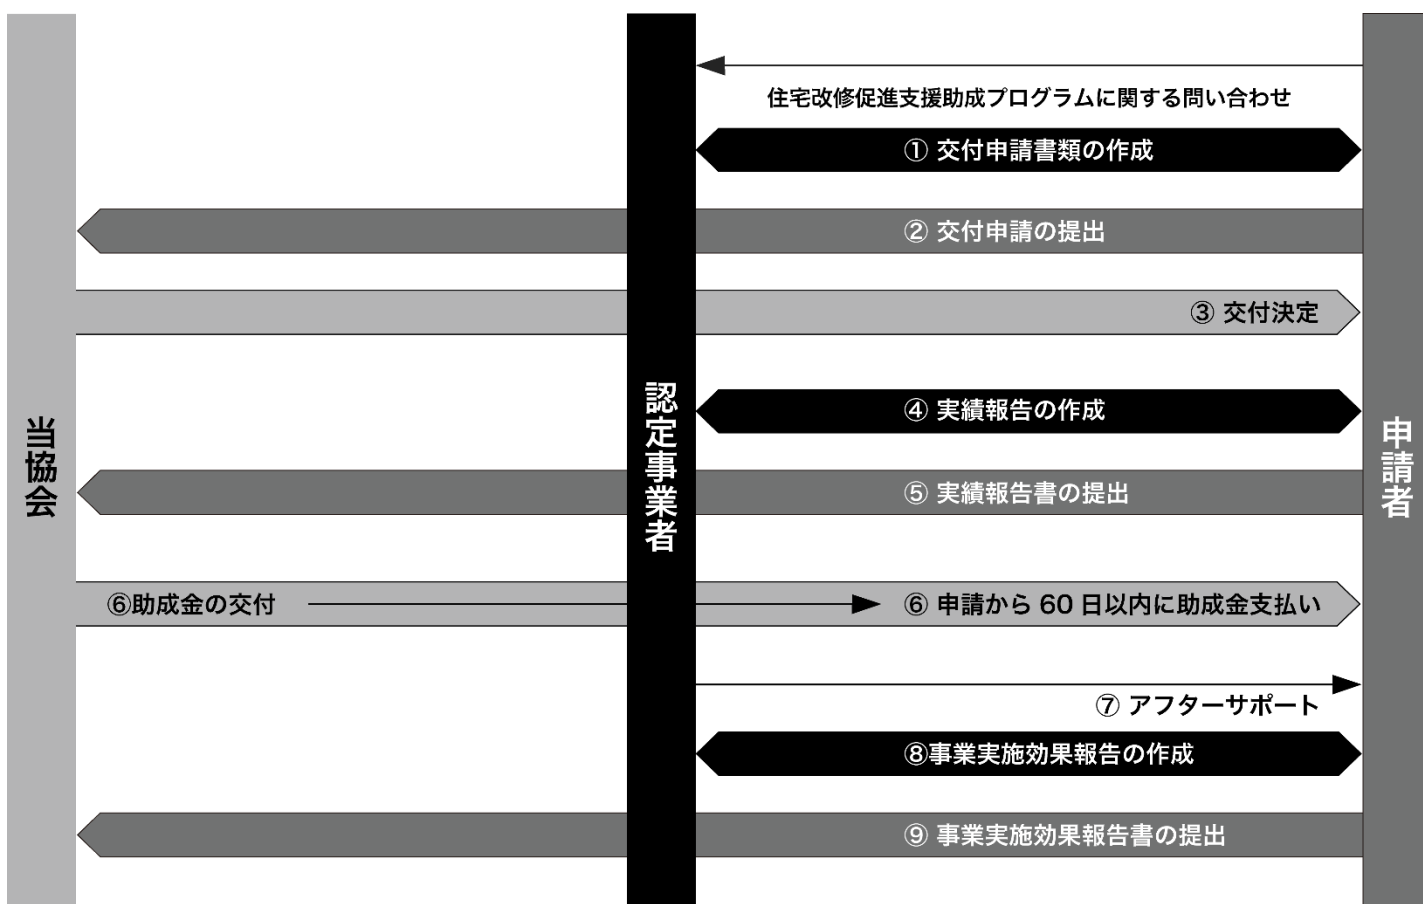 住宅改修促進支援助成プログラムに関する問い合わせ
① 交付申請書類の作成
② 交付申請の提出
③ 交付決定
④ 実績報告の作成
当協会
認定事業者
申請者
⑤ 実績報告書の提出
⑥助成金の交付
⑥ 申請から 60 日以内に助成金支払い
⑦ アフターサポート
⑧事業実施効果報告の作成
⑨ 事業実施効果報告書の提出